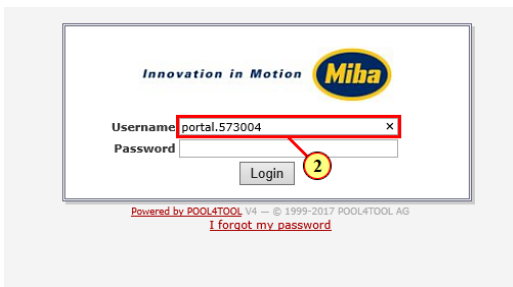 Innovation in Motion Miba
Username portal.573004 ×
Password
2
Login
Powered by POOL4TOOL V4 — © 1999-2017 POOL4TOOL AG
I forgot my password